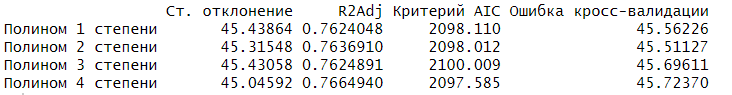 Ст. отклонение R2Adj Критерий AIC Ошибка кросс-валидации
Полином 1 степени 45.43864 0.7624048 2098.110 45.56226
Полином 2 степени 45.31548 0.7636910 2098.012 45.51127
Полином 3 степени 45.43058 0.7624891 2100.009 45.69611
Полином 4 степени 45.04592 0.7664940 2097.585 45.72370